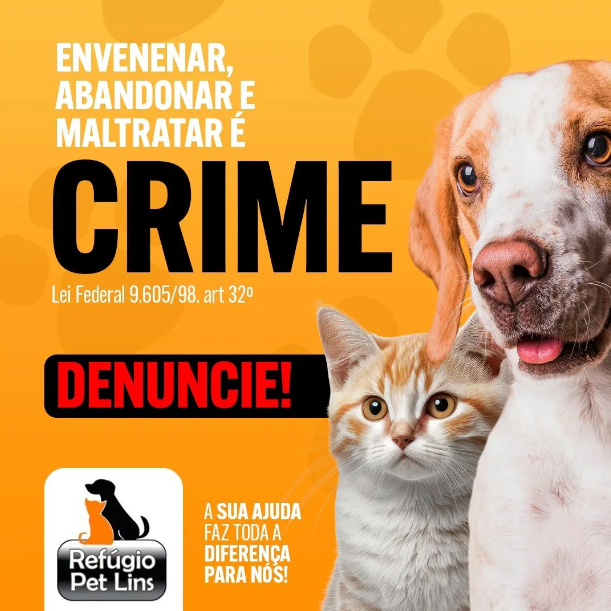 ENVENENAR,
ABANDONAR E
MALTRATAR É
CRIME
Lei Federal 9.605/98. art 32º
DENUNCIE!
Refúgio
Pet Lins
A SUA AJUDA
FAZ TODA A
DIFERENÇA
PARA NÓS!